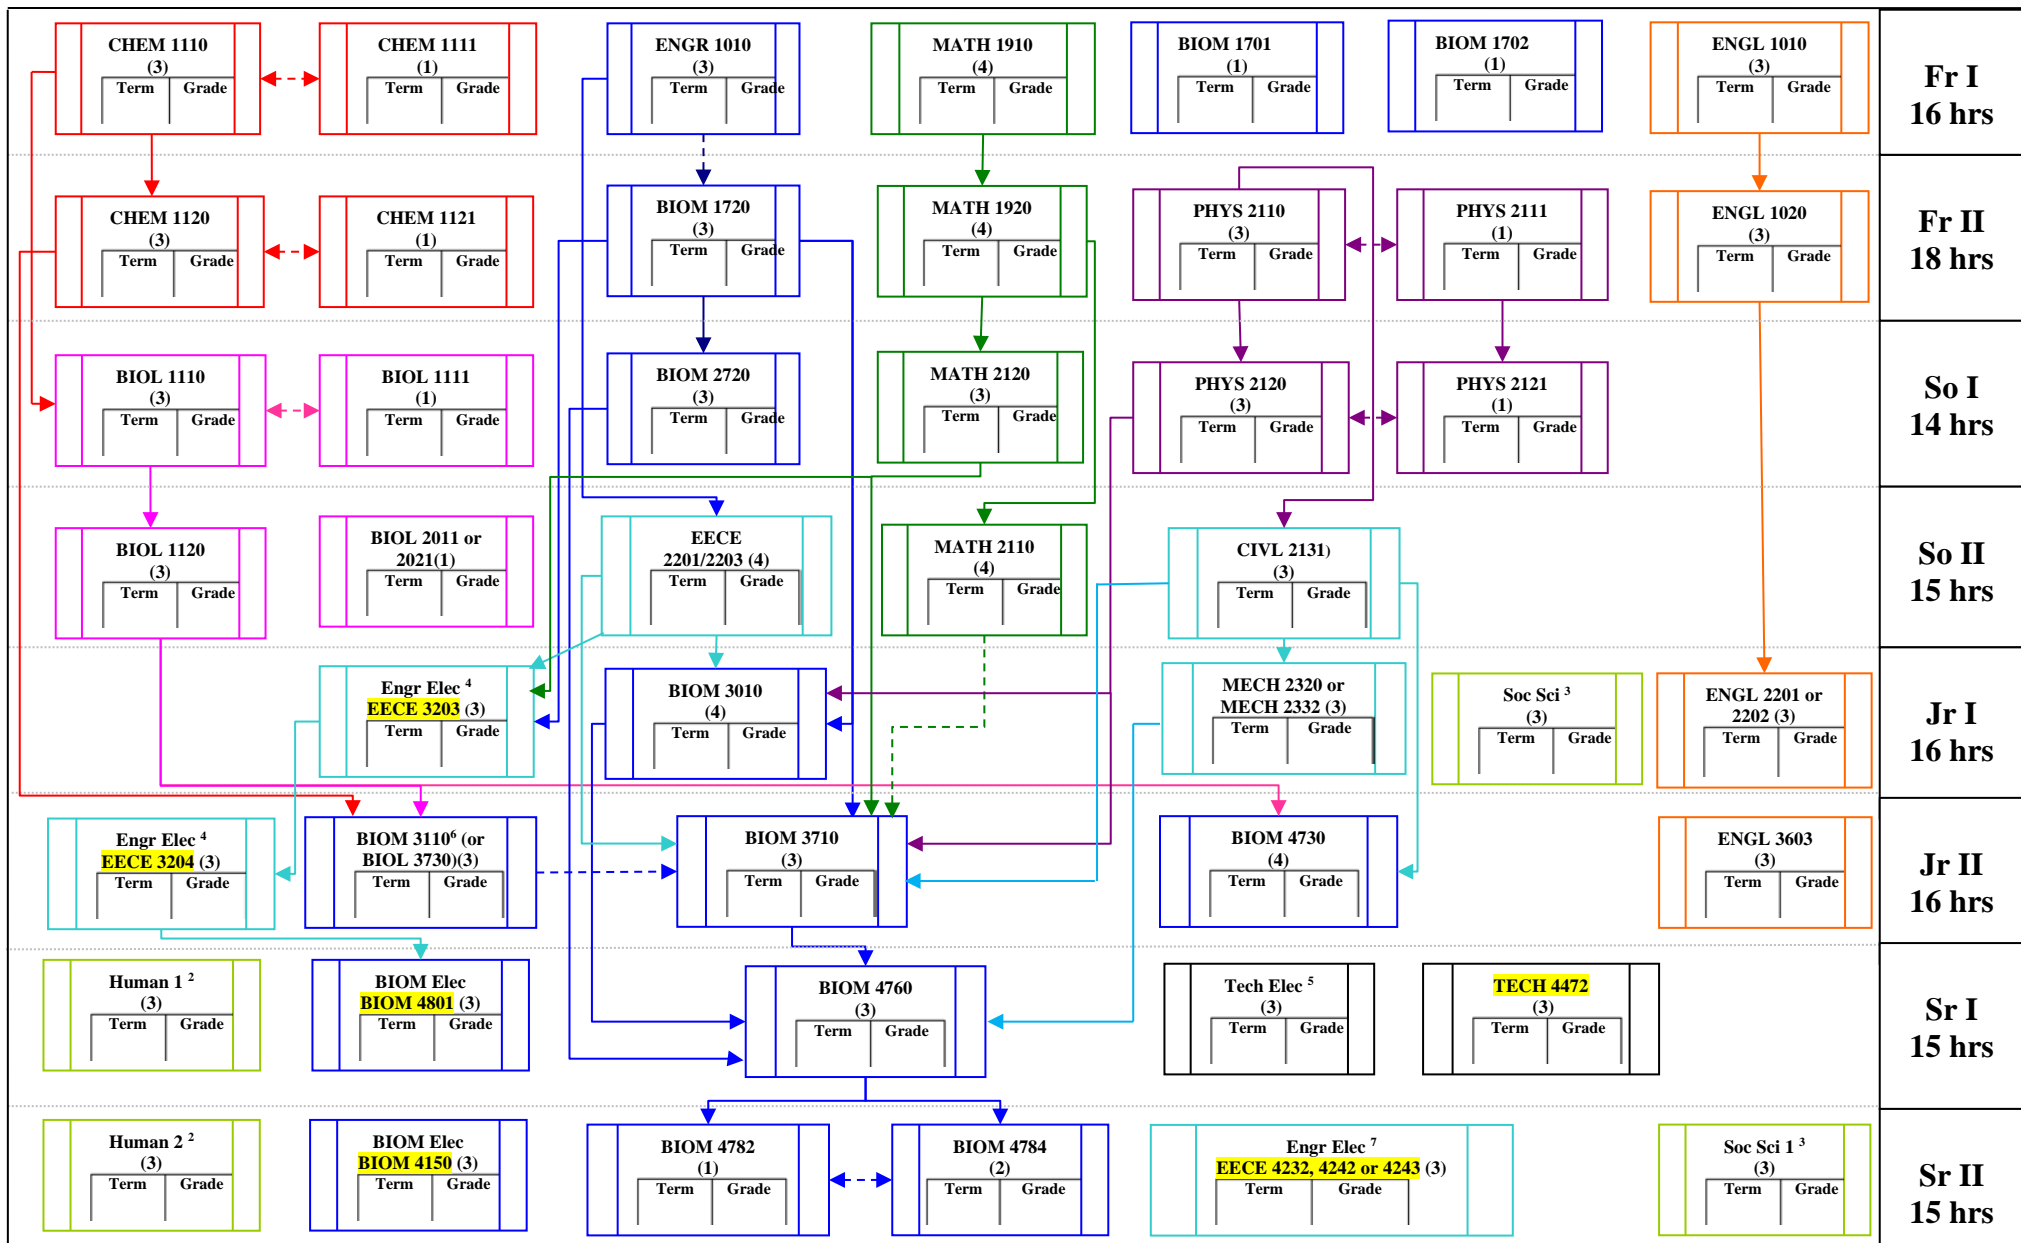 CHEM 1110
(3)
Term Grade
CHEM 1111
(1)
Term Grade
ENGR 1010
(3)
Term Grade
MATH 1910
(4)
Term Grade
BIOM 1701
(1)
Term Grade
BIOM 1702
(1)
Term Grade
ENGL 1010
(3)
Term Grade
Fr I
16 hrs
CHEM 1120
(3)
Term Grade
CHEM 1121
(1)
Term Grade
BIOM 1720
(3)
Term Grade
MATH 1920
(4)
Term Grade
PHYS 2110
(3)
Term Grade
PHYS 2111
(1)
Term Grade
ENGL 1020
(3)
Term Grade
Fr II
18 hrs
BIOL 1110
(3)
Term Grade
BIOL 1111
(1)
Term Grade
BIOM 2720
(3)
Term Grade
MATH 2120
(3)
Term Grade
PHYS 2120
(3)
Term Grade
PHYS 2121
(1)
Term Grade
So I
14 hrs
BIOL 1120
(3)
Term Grade
BIOL 2011 or
2021(1)
Term Grade
EECE
2201/2203 (4)
Term Grade
MATH 2110
(4)
Term Grade
CIVL 2131)
(3)
Term Grade
So II
15 hrs
Engr Elec 4
EECE 3203 (3)
Term Grade
BIOM 3010
(4)
Term Grade
MECH 2320 or
MECH 2332 (3)
Term Grade
Soc Sci 3
(3)
Term Grade
ENGL 2201 or
2202 (3)
Term Grade
Jr I
16 hrs
Engr Elec 4
EECE 3204 (3)
Term Grade
BIOM 3110⁶ (or
BIOL 3730)(3)
Term Grade
BIOM 3710
(3)
Term Grade
BIOM 4730
(4)
Term Grade
ENGL 3603
(3)
Term Grade
Jr II
16 hrs
Human 1 2
(3)
Term Grade
BIOM Elec
BIOM 4801 (3)
Term Grade
BIOM 4760
(3)
Term Grade
Tech Elec 5
(3)
Term Grade
TECH 4472
(3)
Term Grade
Sr I
15 hrs
Human 2 2
(3)
Term Grade
BIOM Elec
BIOM 4150 (3)
Term Grade
BIOM 4782
(1)
Term Grade
BIOM 4784
(2)
Term Grade
Engr Elec 7
EECE 4232, 4242 or 4243 (3)
Term Grade
Soc Sci 1 3
(3)
Term Grade
Sr II
15 hrs